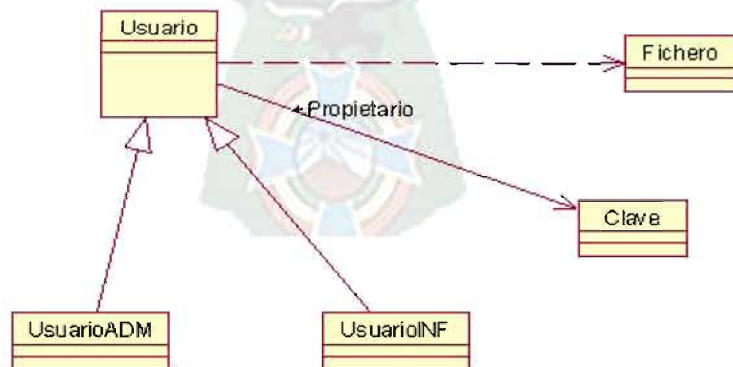 Usuario
Fichero
Propietario
Clave
UsuarioADM
UsuarioINF